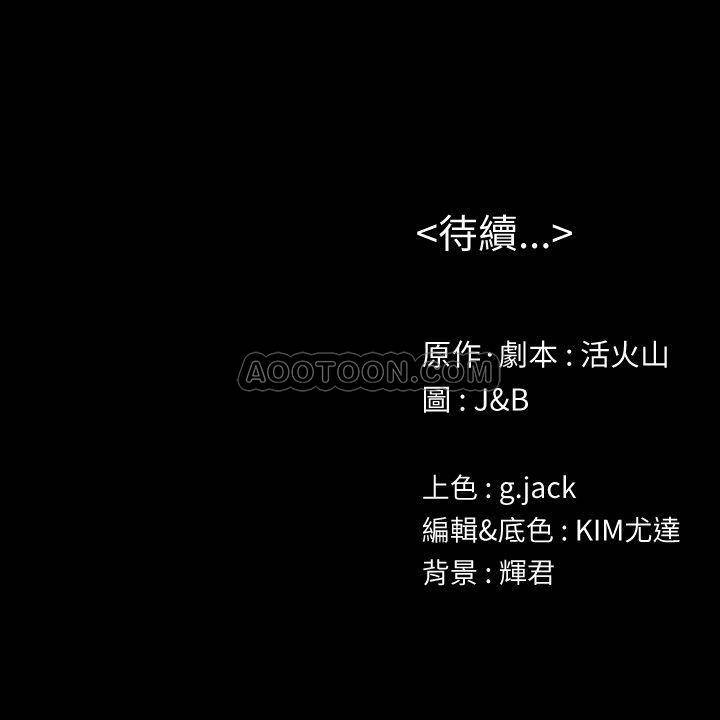 <待續...>
原作 · 劇本 : 活火山
AOOTOON.COM
圖 : J&B
上色 : g.jack
編輯&底色 : KIM尤達
背景 : 輝君